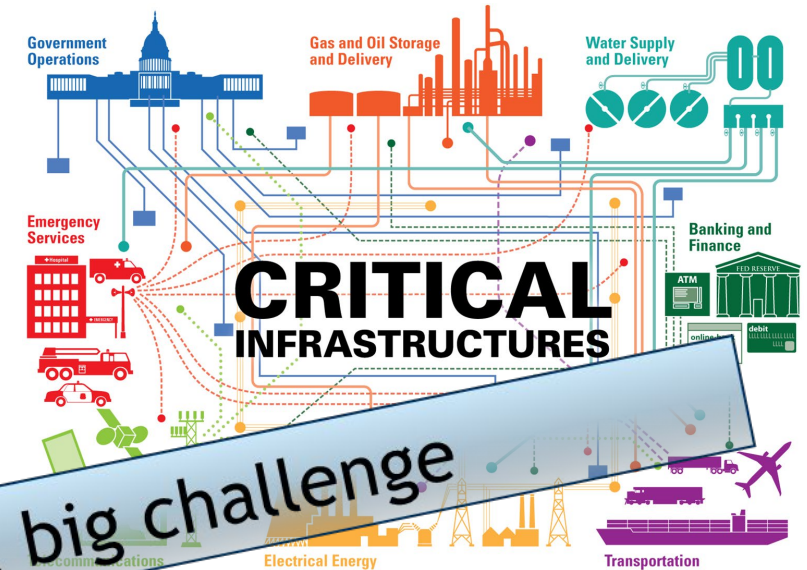 Government
Operations
Gas and Oil Storage
and Delivery
Water Supply
and Delivery
Emergency
Services
Hospital
Banking and
Finance
ATM
FED RESERVE
debit
CRITICAL
INFRASTRUCTURES
big challenge
Telecommunications
Electrical Energy
Transportation